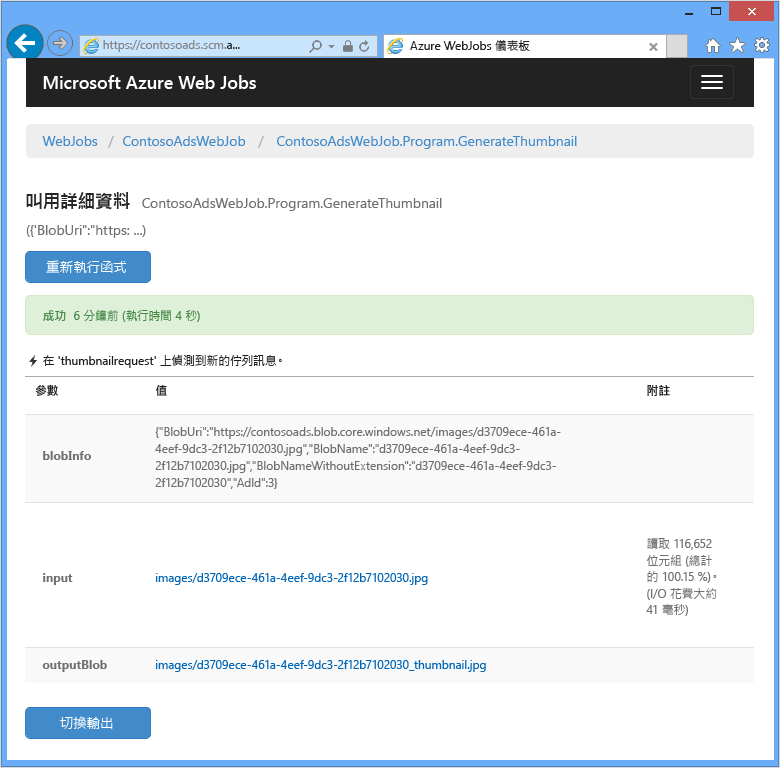 https://contosoads.scm.a...
Azure WebJobs 儀表板
Microsoft Azure Web Jobs
WebJobs / ContosoAdsWebJob / ContosoAdsWebJob.Program.GenerateThumbnail
叫用詳細資料 ContosoAdsWebJob.Program.GenerateThumbnail
({'BlobUri":"https: ...)
重新執行函式
成功 6 分鐘前 (執行時間 4 秒)
在 'thumbnailrequest' 上偵測到新的佇列訊息。
參數 值 附註
blobInfo
{"BlobUri":"https://contosoads.blob.core.windows.net/images/d3709ece-461a-
4eef-9dc3-2f12b7102030.jpg","BlobName":"d3709ece-461a-4eef-9dc3-
2f12b7102030.jpg","BlobNameWithoutExtension":"d3709ece-461a-4eef-9dc3-
2f12b7102030","AdId":3}
input
images/d3709ece-461a-4eef-9dc3-2f12b7102030.jpg
讀取 116,652
位元組 (總計
的 100.15 %)。
(I/O 花費大約
41 毫秒)
outputBlob
images/d3709ece-461a-4eef-9dc3-2f12b7102030_thumbnail.jpg
切換輸出